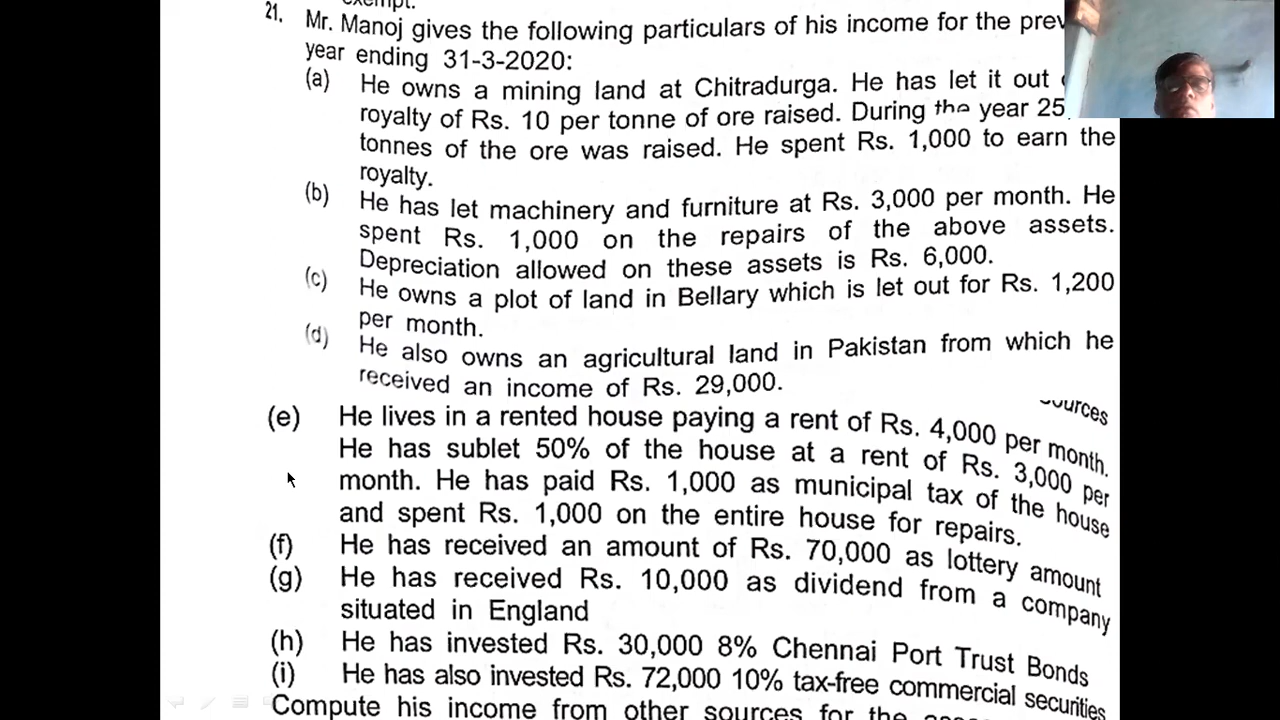 21. Mr. Manoj gives the following particulars of his income for the
year ending 31-3-2020:
(a) He owns a mining land at Chitradurga. He has let it out
royalty of Rs. 10 per tonne of ore raised. During the year 25,
tonnes of the ore was raised. He spent Rs. 1,000 to earn the
royalty.
(b) He has let machinery and furniture at Rs. 3,000 per month. He
spent Rs. 1,000 on the repairs of the above assets.
Depreciation allowed on these assets is Rs. 6,000.
(c) He owns a plot of land in Bellary which is let out for Rs. 1,200
per month.
(d) He also owns an agricultural land in Pakistan from which he
received an income of Rs. 29,000.
(e) He lives in a rented house paying a rent of Rs. 4,000 per month.
He has sublet 50% of the house at a rent of Rs. 3,000 per
month. He has paid Rs. 1,000 as municipal tax of the house
and spent Rs. 1,000 on the entire house for repairs.
(f) He has received an amount of Rs. 70,000 as lottery amount
(g) He has received Rs. 10,000 as dividend from a company
situated in England
(h) He has invested Rs. 30,000 8% Chennai Port Trust Bonds
(i) He has also invested Rs. 72,000 10% tax-free commercial securities
Compute his income from other sources for the